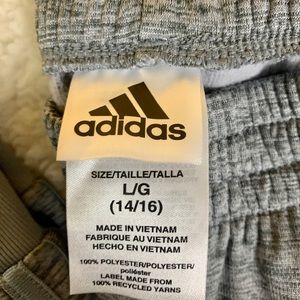 adidas
SIZE/TAILLE/TALLA
L/G
(14/16)
MADE IN VIETNAM
FABRIQUE AU VIETNAM
HECHO EN VIETNAM
100% POLYESTER/POLYESTER/
poliéster
LABEL MADE FROM
100% RECYCLED YARNS